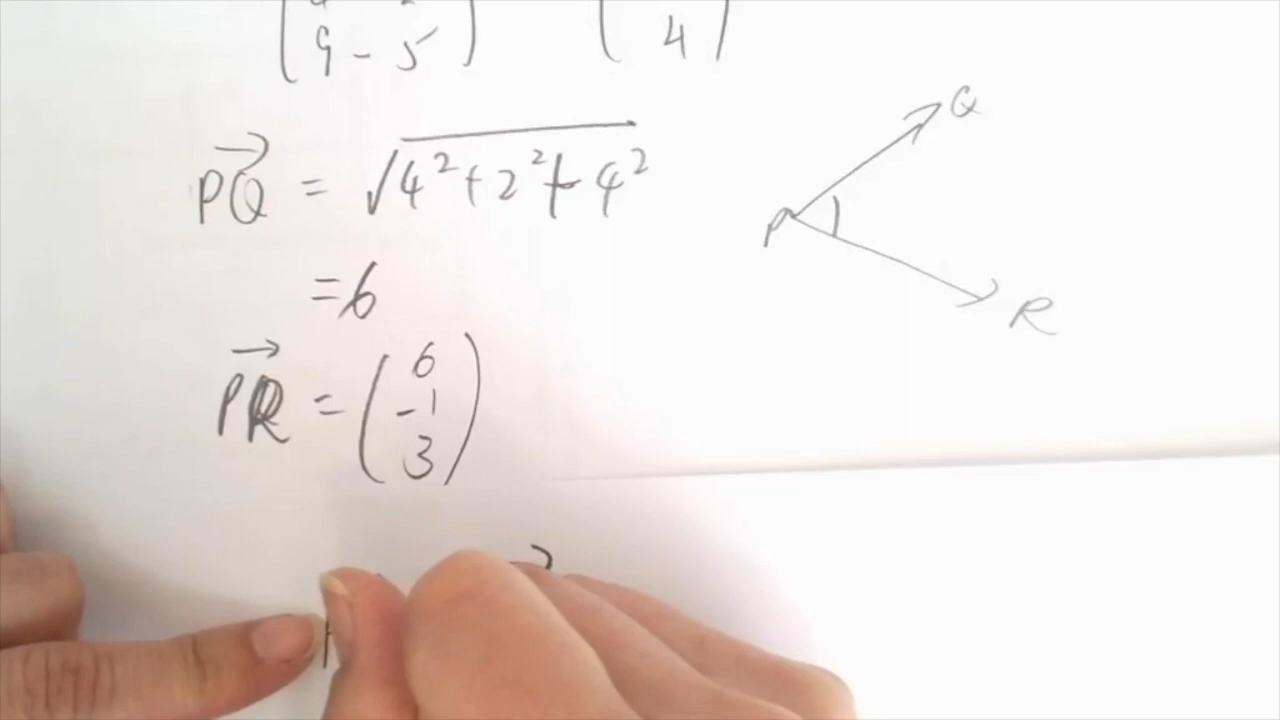 9 - 5 4
Q
PQ = √4² + 2² + 4²
P
= 6
R
PR = (6
-1
3)